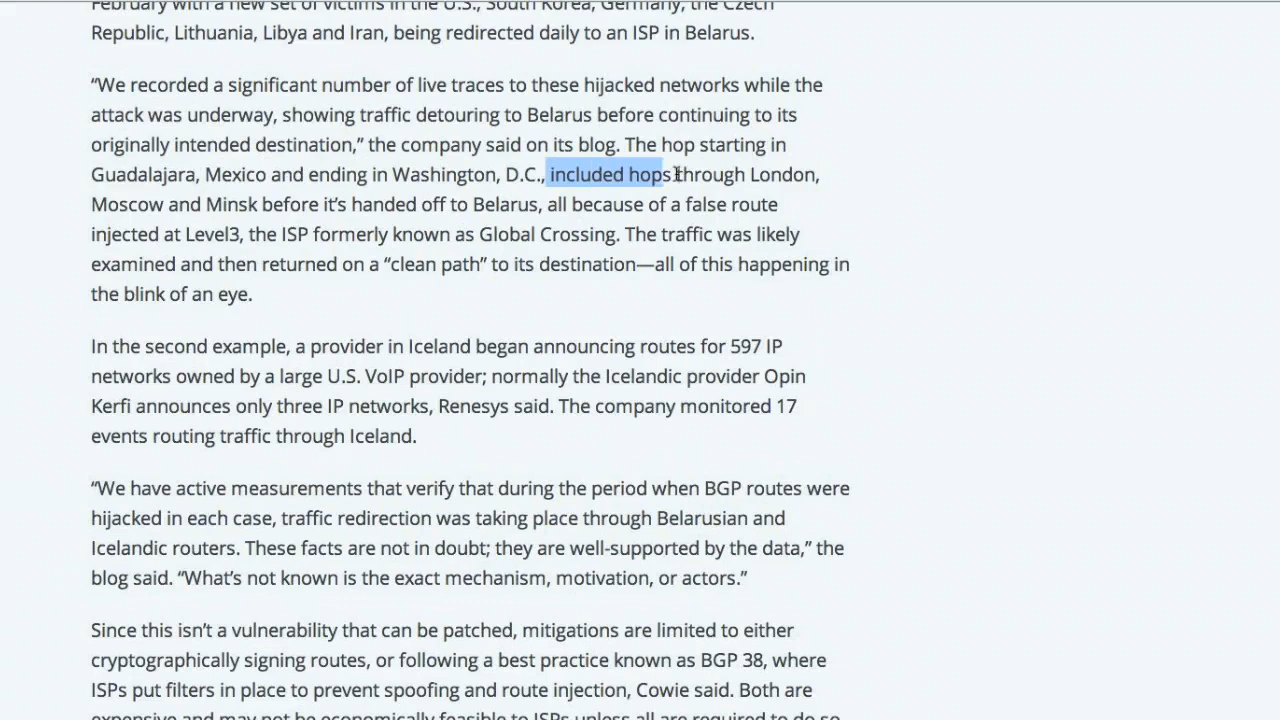 February with a new set of victims in the U.S., South Korea, Germany, the Czech
Republic, Lithuania, Libya and Iran, being redirected daily to an ISP in Belarus.
“We recorded a significant number of live traces to these hijacked networks while the
attack was underway, showing traffic detouring to Belarus before continuing to its
originally intended destination,” the company said on its blog. The hop starting in
Guadalajara, Mexico and ending in Washington, D.C., included hops through London,
Moscow and Minsk before it’s handed off to Belarus, all because of a false route
injected at Level3, the ISP formerly known as Global Crossing. The traffic was likely
examined and then returned on a “clean path” to its destination—all of this happening in
the blink of an eye.
In the second example, a provider in Iceland began announcing routes for 597 IP
networks owned by a large U.S. VoIP provider; normally the Icelandic provider Opin
Kerfi announces only three IP networks, Renesys said. The company monitored 17
events routing traffic through Iceland.
“We have active measurements that verify that during the period when BGP routes were
hijacked in each case, traffic redirection was taking place through Belarusian and
Icelandic routers. These facts are not in doubt; they are well-supported by the data,” the
blog said. “What’s not known is the exact mechanism, motivation, or actors.”
Since this isn’t a vulnerability that can be patched, mitigations are limited to either
cryptographically signing routes, or following a best practice known as BGP 38, where
ISPs put filters in place to prevent spoofing and route injection, Cowie said. Both are
expensive and may not be economically feasible to ISPs unless all are required to do so